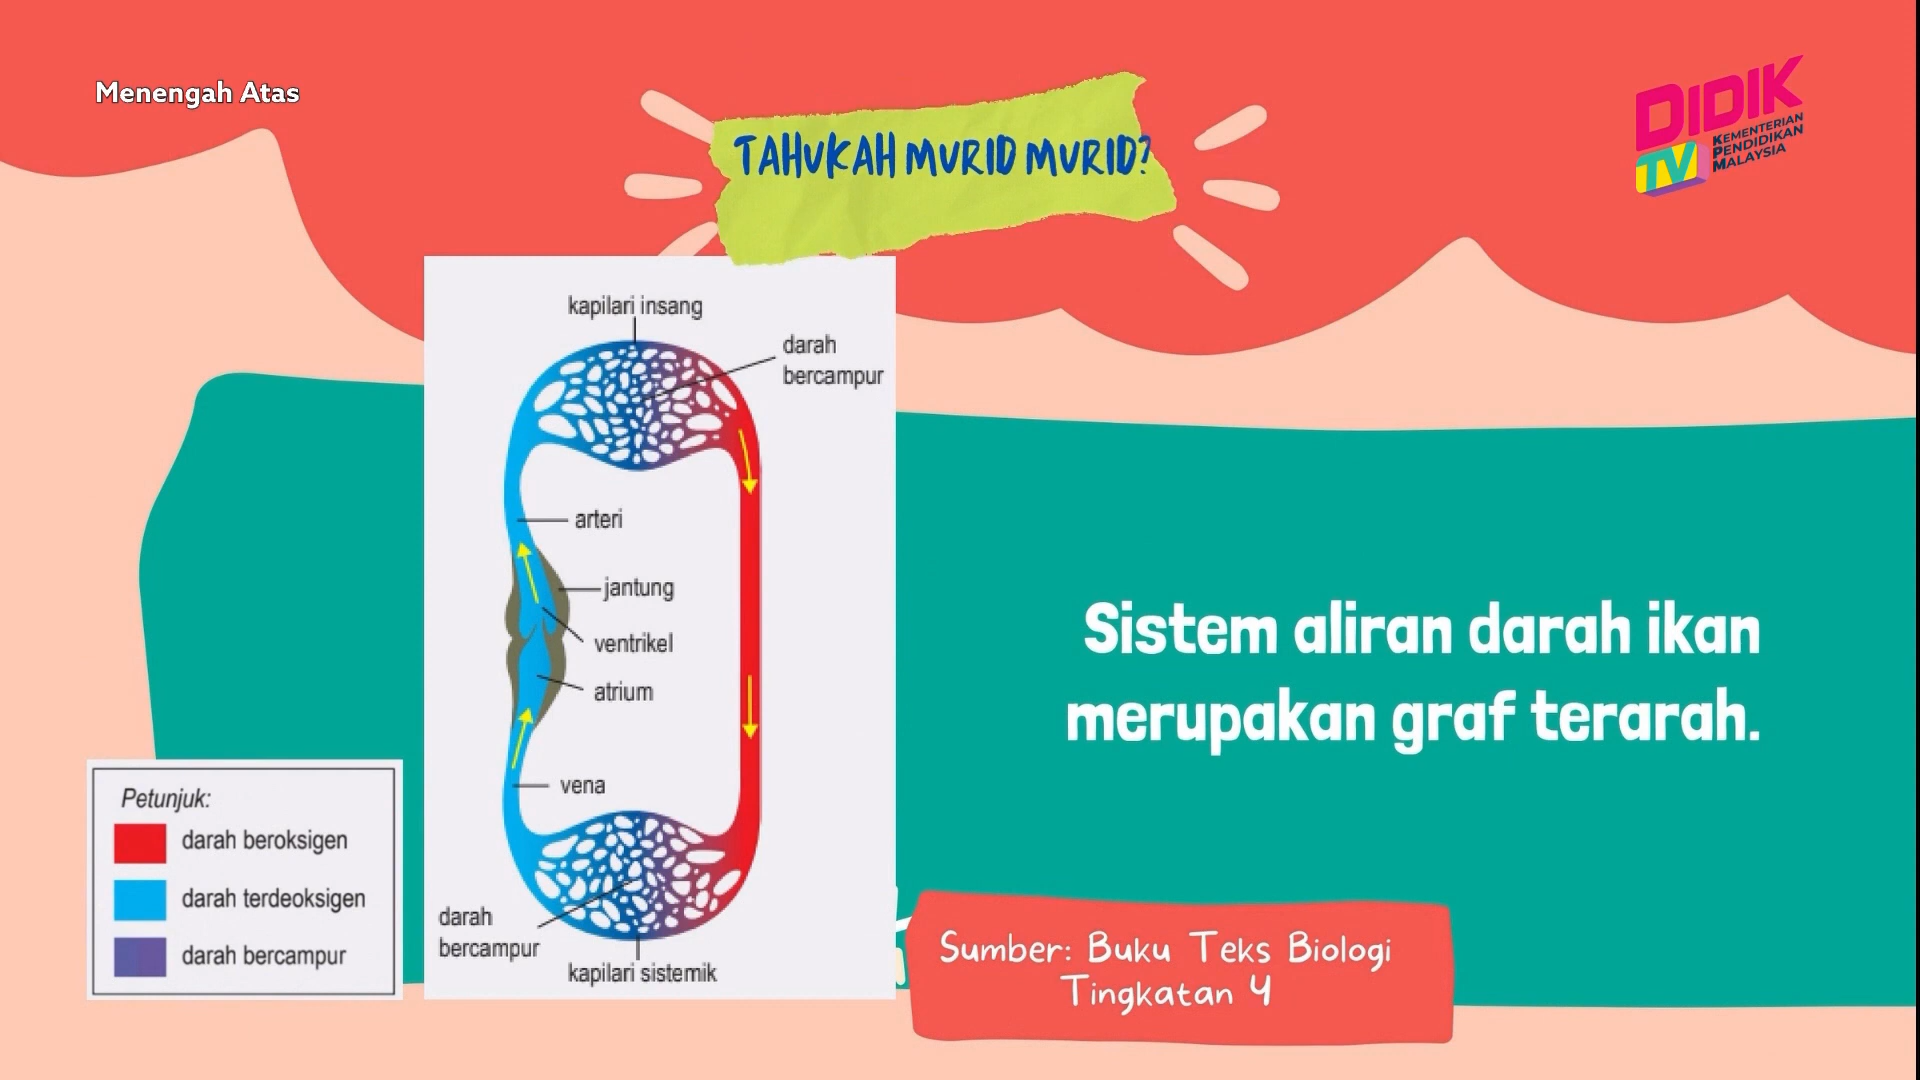 Menengah Atas
TAHUKAH MURID MURID?
DIDIK
TV
KEMENTERIAN
PENDIDIKAN
MALAYSIA
kapilari insang
darah
bercampur
arteri
jantung
ventrikel
atrium
vena
darah
bercampur
kapilari sistemik
Petunjuk:
darah beroksigen
darah terdeoksigen
darah bercampur
Sistem aliran darah ikan
merupakan graf terarah.
Sumber: Buku Teks Biologi
Tingkatan 4